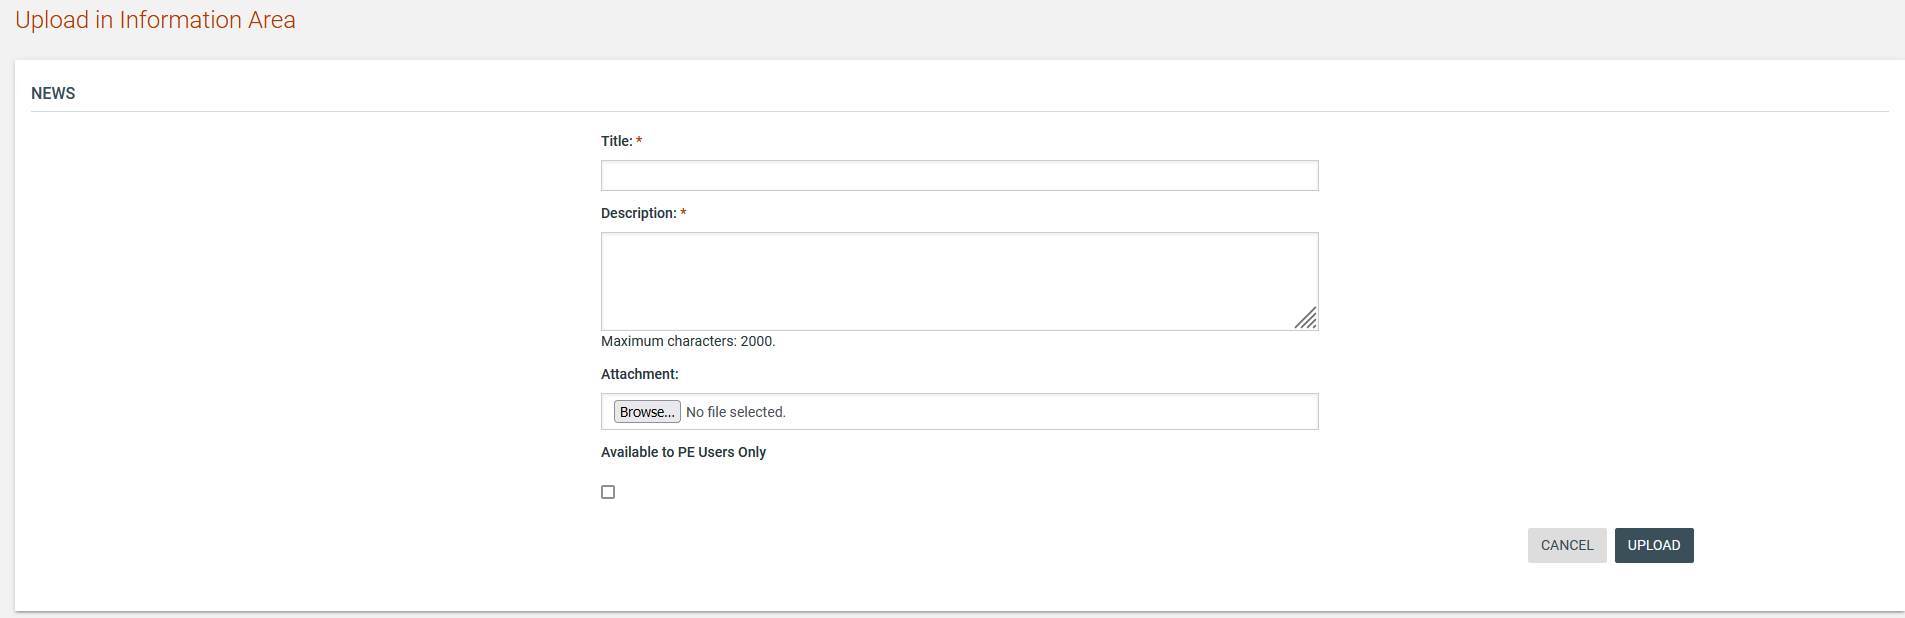 Upload in Information Area
NEWS
Title: *
Description: *
Maximum characters: 2000.
Attachment:
Browse... No file selected.
Available to PE Users Only
CANCEL UPLOAD